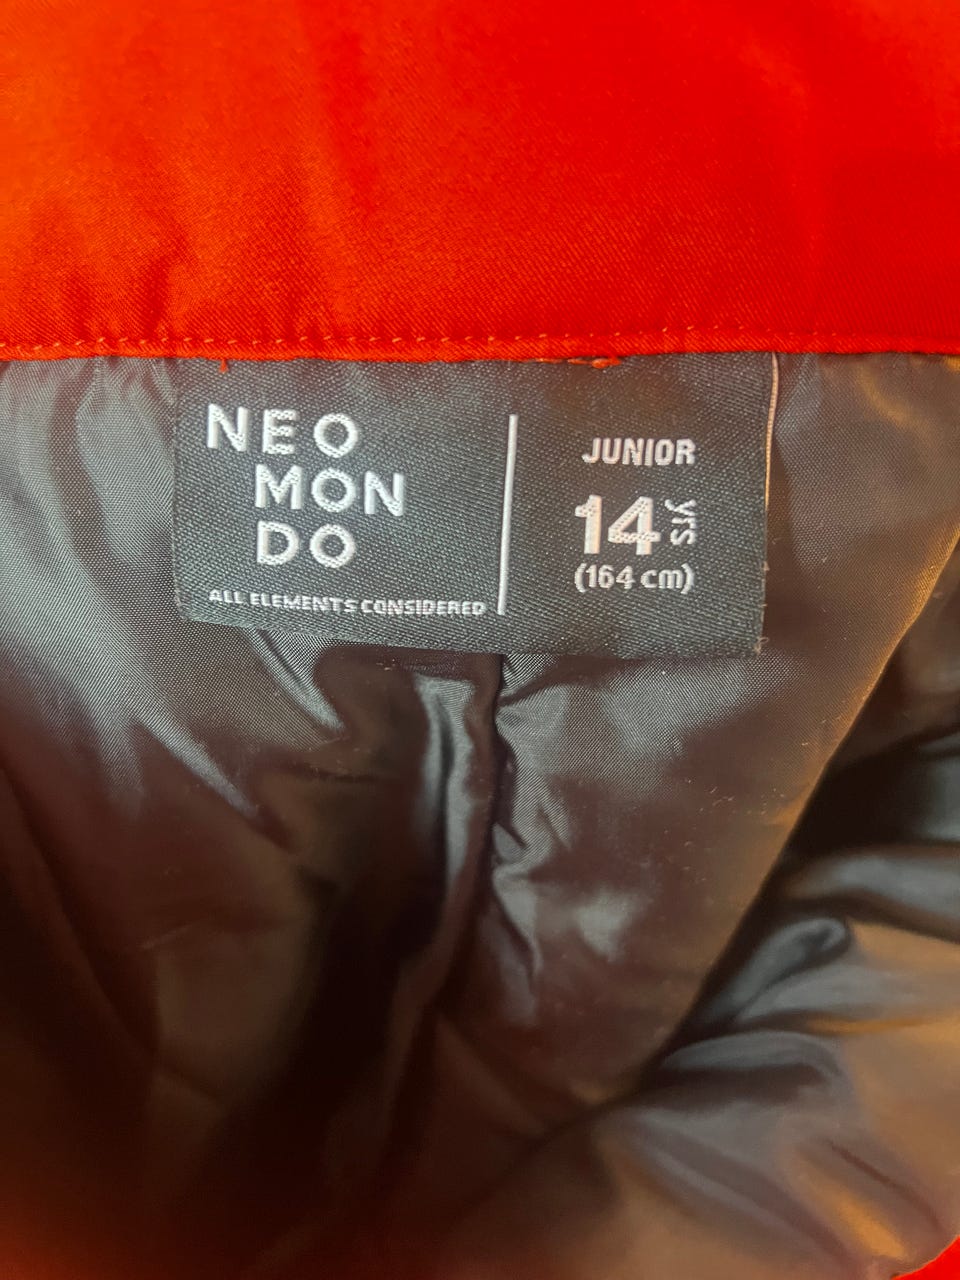 NEO
MON
DO
ALL ELEMENTS CONSIDERED
JUNIOR
14 yrs
(164 cm)